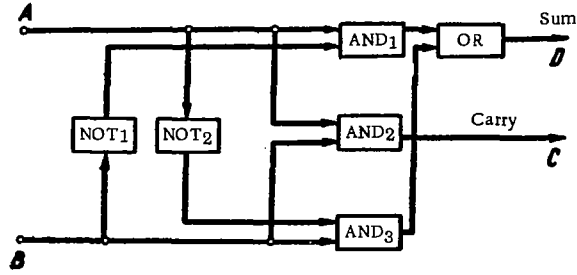 A
AND1
OR
Sum
D
NOT1
NOT2
AND2
Carry
C
AND3
B